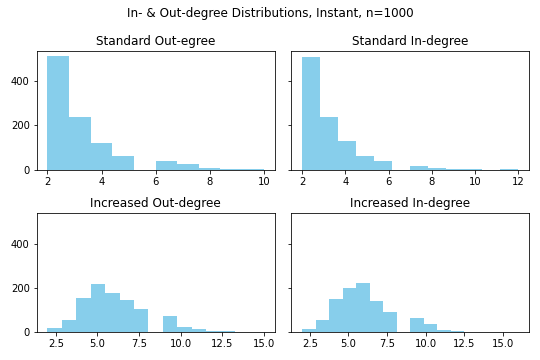 In- & Out-degree Distributions, Instant, n=1000
Standard Out-egree
Standard In-degree
400
200
0
2 4 6 8 10
2 4 6 8 10 12
Increased Out-degree
Increased In-degree
400
200
0
2.5 5.0 7.5 10.0 12.5 15.0
2.5 5.0 7.5 10.0 12.5 15.0